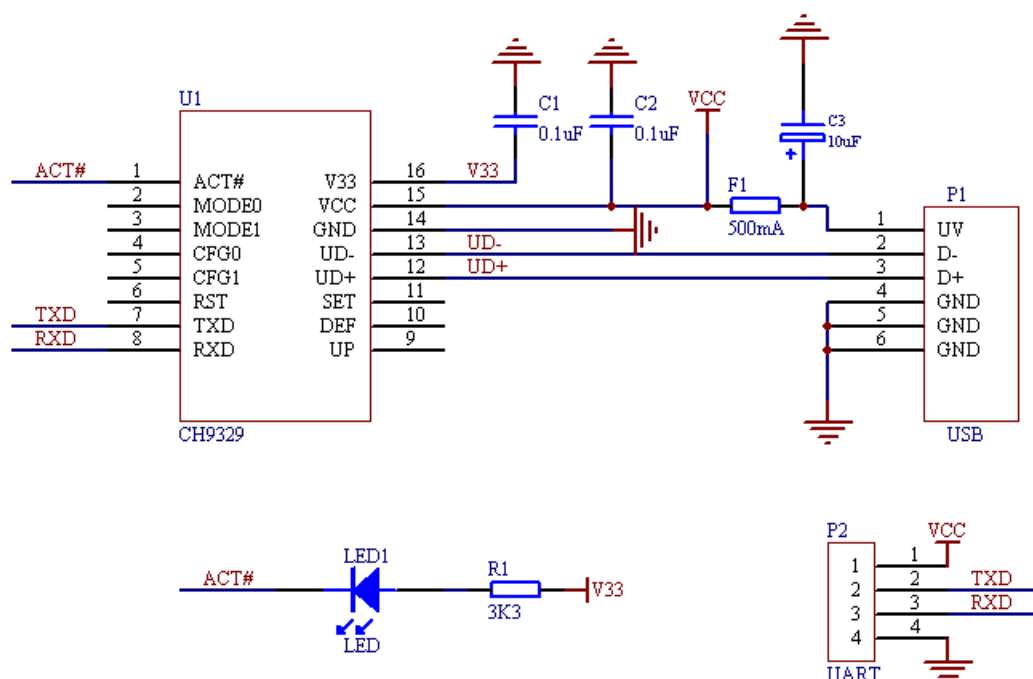 U1
C1
0.1uF
C2
0.1uF
VCC
C3
10uF
+
ACT#
1
ACT#
V33
16
V33
2
MODE0
VCC
15
F1
500mA
3
MODE1
GND
14
4
CFG0
UD-
13
UD-
5
CFG1
UD+
12
UD+
6
RST
SET
11
TXD
7
TXD
DEF
10
RXD
8
RXD
UP
9
CH9329
P1
1
UV
2
D-
3
D+
4
GND
5
GND
6
GND
USB
ACT#
LED1
LED
R1
3K3
V33
P2
VCC
1
1
2
2
TXD
3
3
RXD
4
4
UART